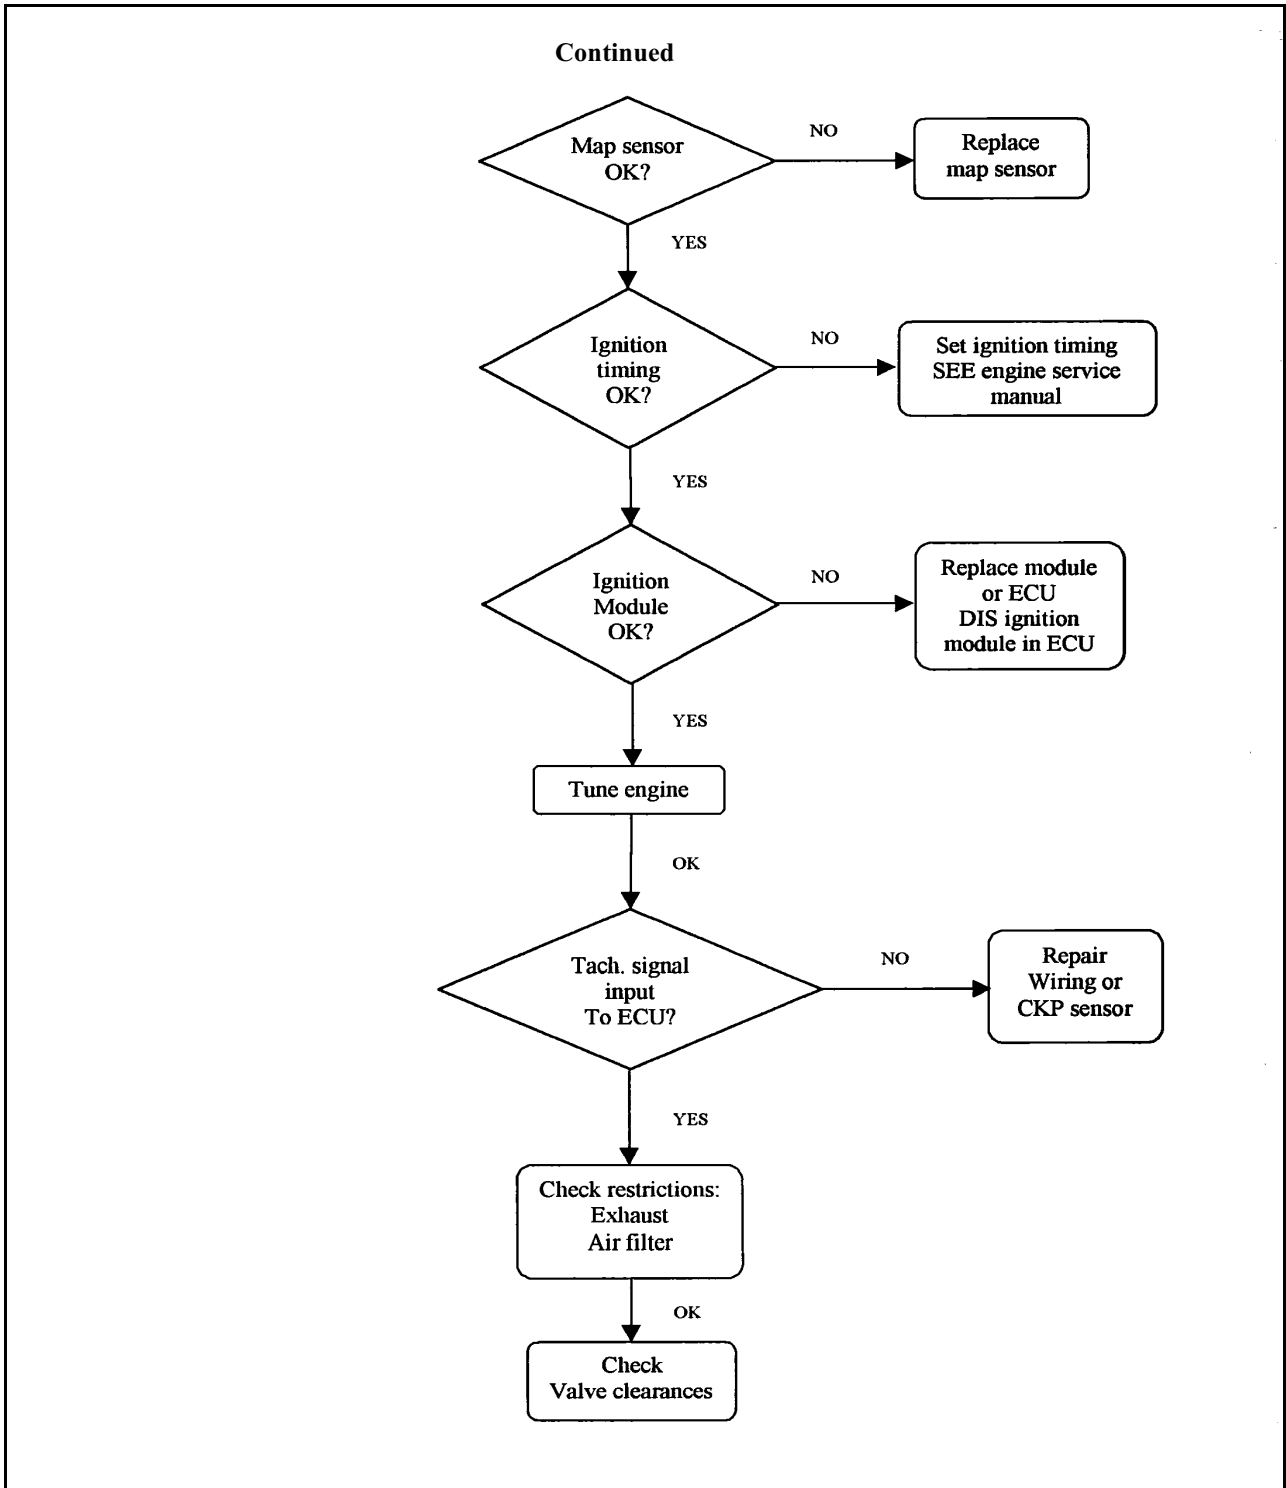 Continued
Map sensor
OK?
NO
Replace
map sensor
YES
Ignition
timing
OK?
NO
Set ignition timing
SEE engine service
manual
YES
Ignition
Module
OK?
NO
Replace module
or ECU
DIS ignition
module in ECU
YES
Tune engine
OK
Tach. signal
input
To ECU?
NO
Repair
Wiring or
CKP sensor
YES
Check restrictions:
Exhaust
Air filter
OK
Check
Valve clearances